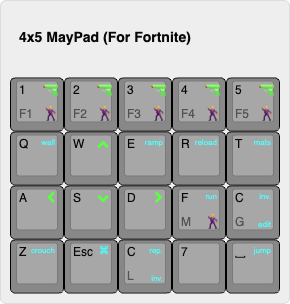 4x5 MayPad (For Fortnite)
1 2 3 4 5
F1 F2 F3 F4 F5
Q wall W E ramp R reload T mats
A S D F run C inv.
M G edit
Z crouch Esc ⌘ C rep. 7 ⎵ jump
L inv.